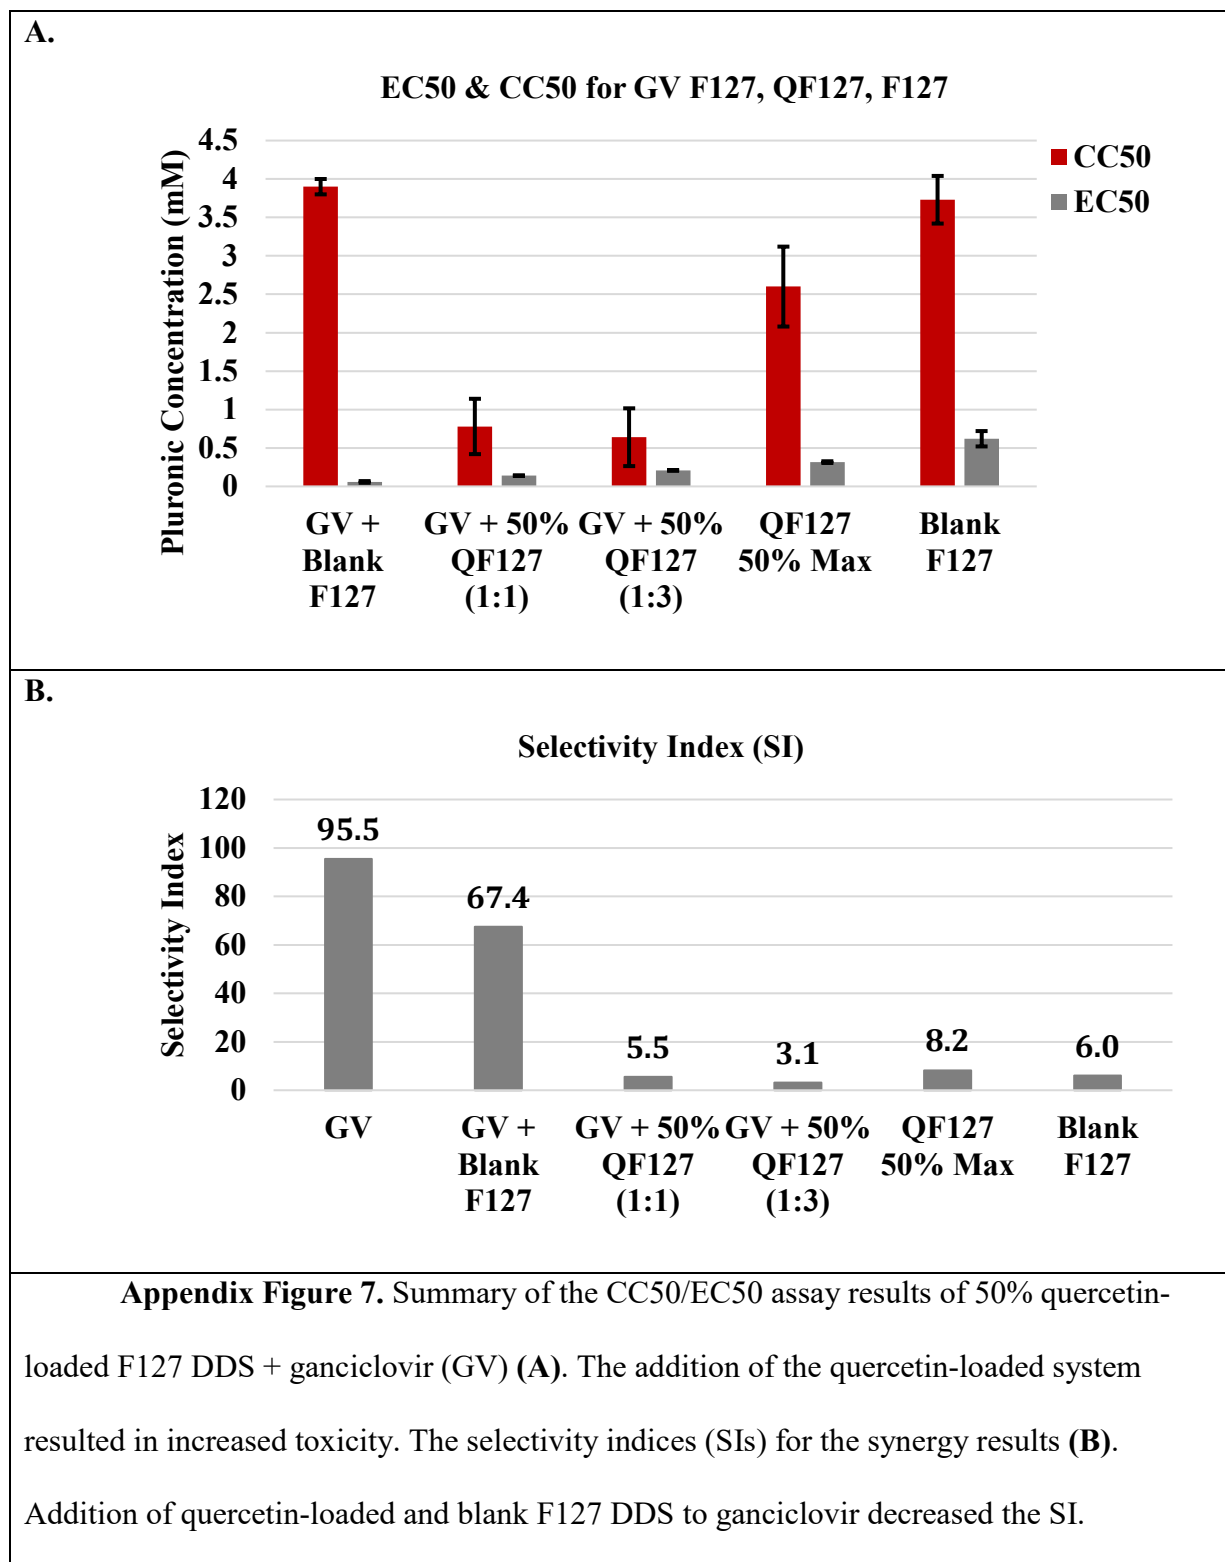 A.
EC50 & CC50 for GV F127, QF127, F127
Pluronic Concentration (mM)
4.5
4
3.5
3
2.5
2
1.5
1
0.5
0
CC50
EC50
GV + Blank F127
GV + 50% QF127 (1:1)
GV + 50% QF127 (1:3)
QF127 50% Max
Blank F127
B.
Selectivity Index (SI)
Selectivity Index
120
100
80
60
40
20
0
95.5
67.4
5.5
3.1
8.2
6.0
GV
GV + Blank F127
GV + 50% QF127 (1:1)
GV + 50% QF127 (1:3)
QF127 50% Max
Blank F127
Appendix Figure 7. Summary of the CC50/EC50 assay results of 50% quercetin-
loaded F127 DDS + ganciclovir (GV) (A). The addition of the quercetin-loaded system
resulted in increased toxicity. The selectivity indices (SIs) for the synergy results (B).
Addition of quercetin-loaded and blank F127 DDS to ganciclovir decreased the SI.